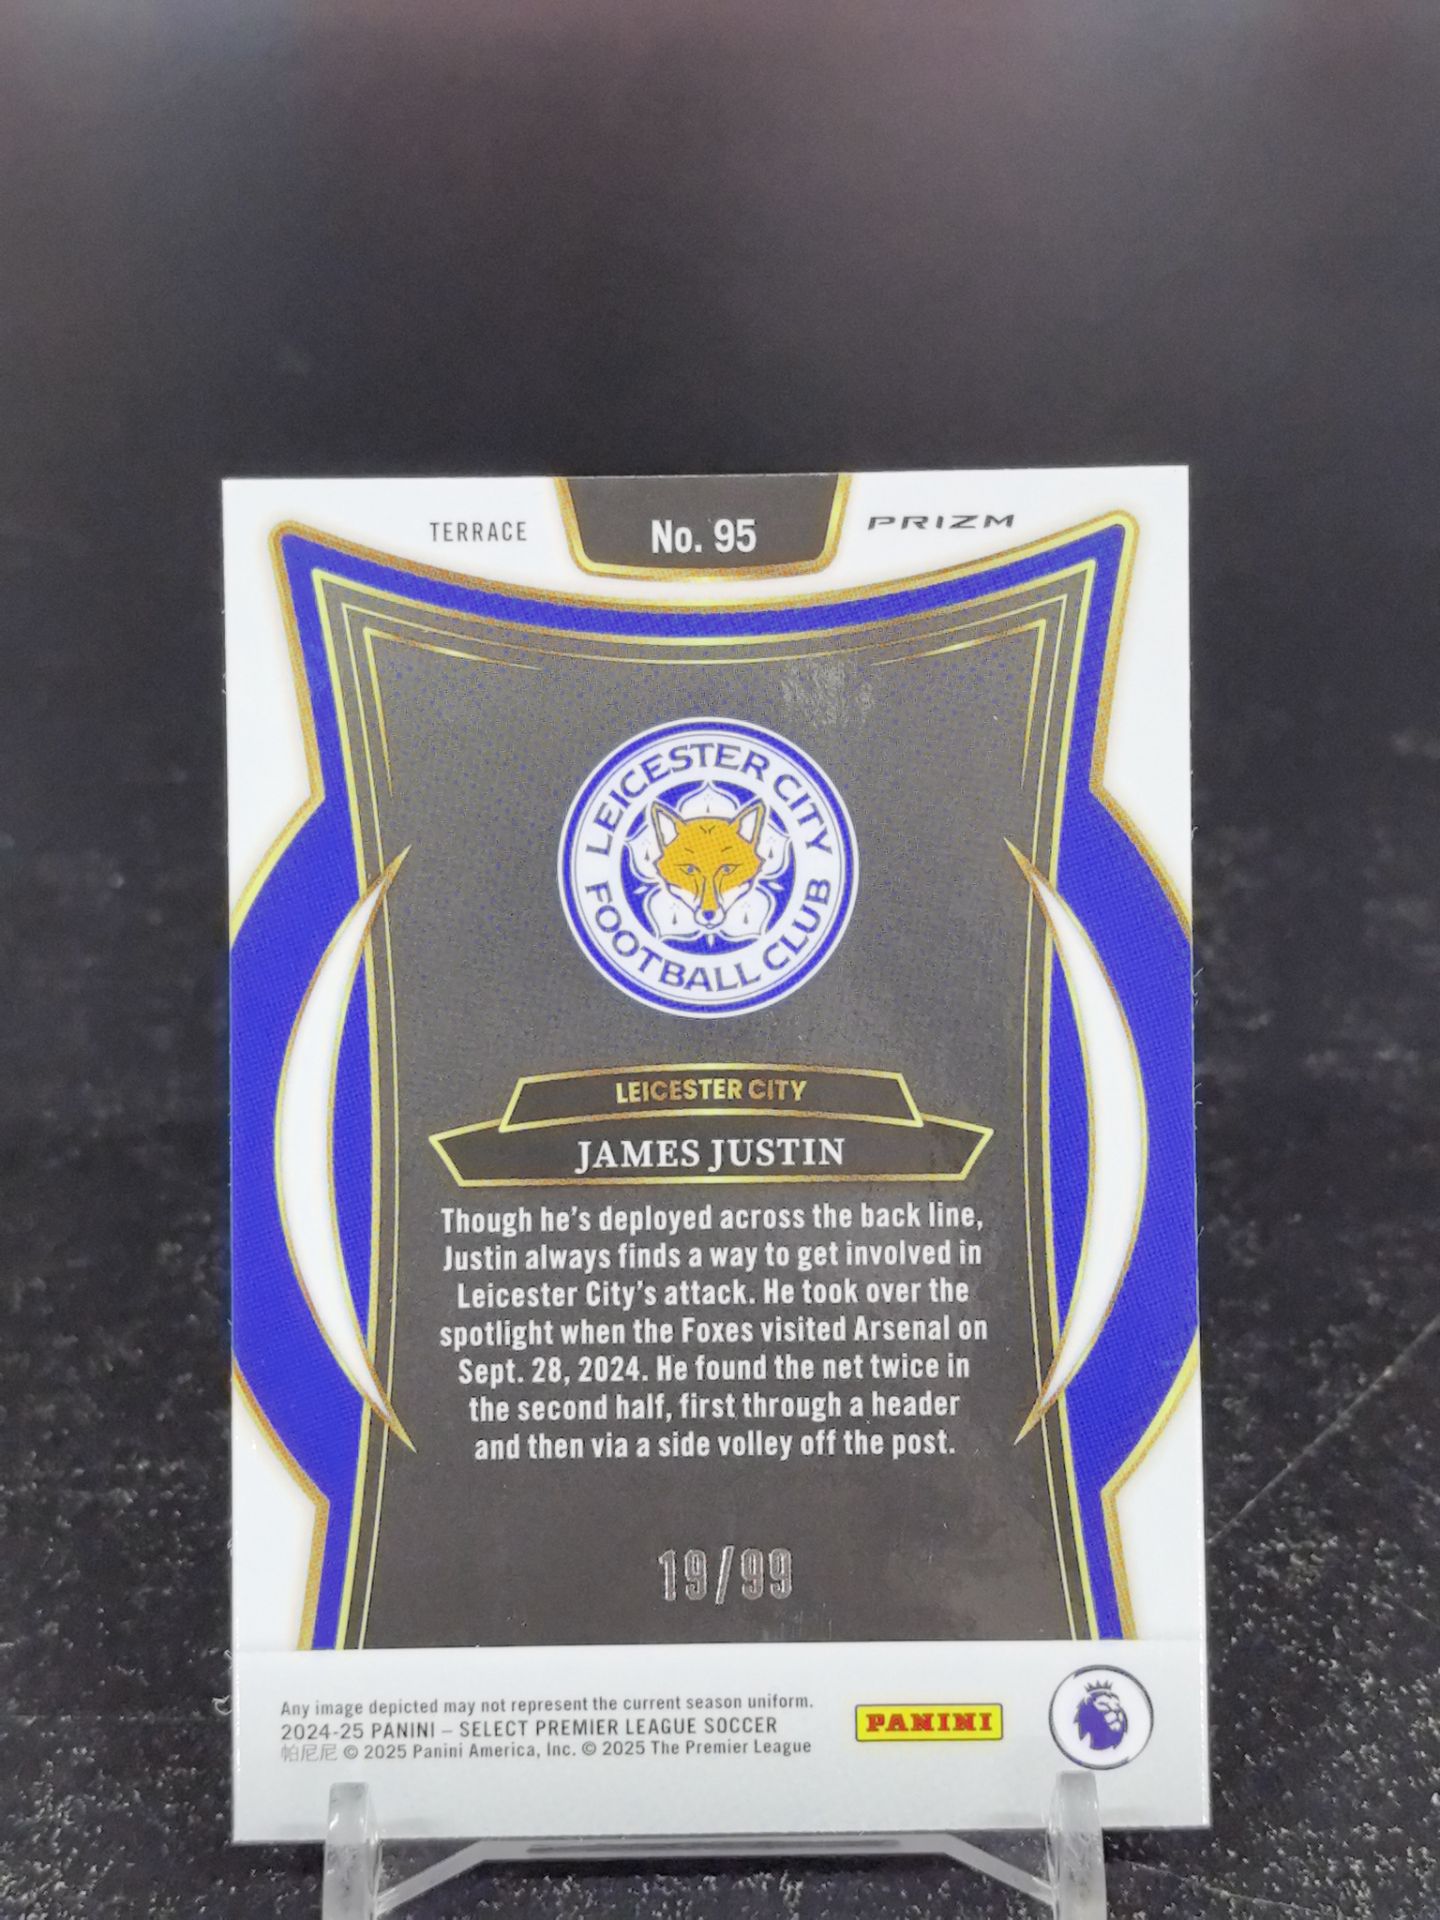 TERRACE
No. 95
PRIZM
LEICESTER CITY
FOOTBALL CLUB
LEICESTER CITY
JAMES JUSTIN
Though he's deployed across the back line,
Justin always finds a way to get involved in
Leicester City's attack. He took over the
spotlight when the Foxes visited Arsenal on
Sept. 28, 2024. He found the net twice in
the second half, first through a header
and then via a side volley off the post.
19/99
Any image depicted may not represent the current season uniform.
2024-25 PANINI – SELECT PREMIER LEAGUE SOCCER
帕尼尼 © 2025 Panini America, Inc. © 2025 The Premier League
PANINI